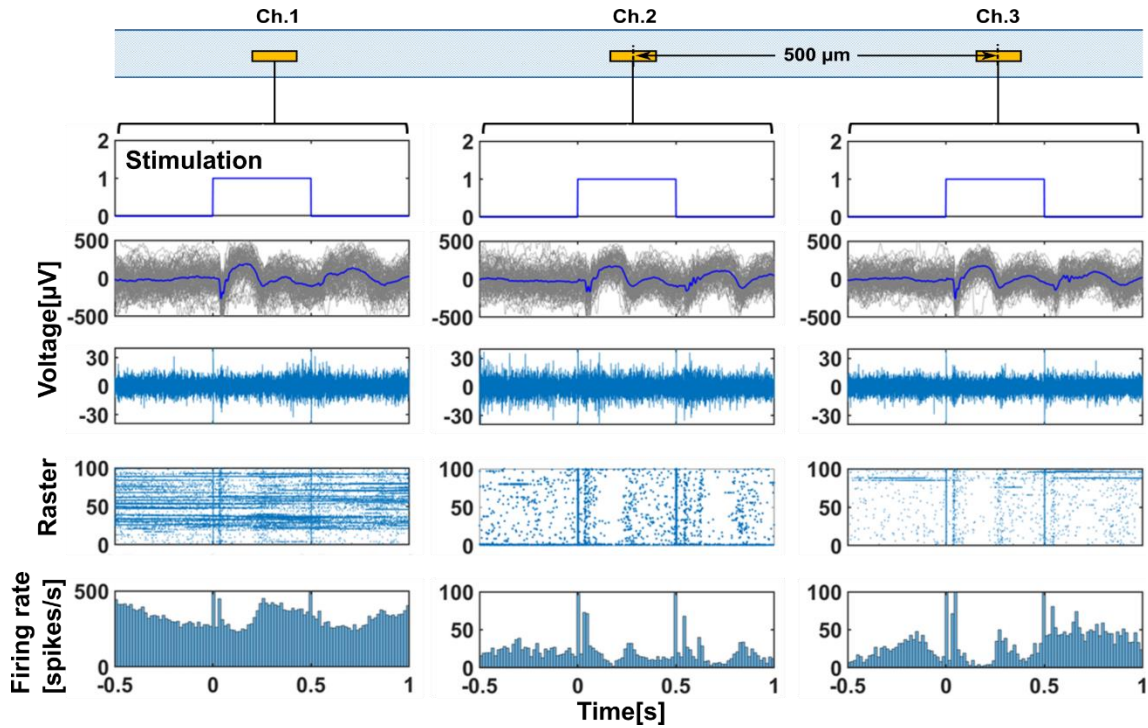 Ch.1 Ch.2 Ch.3
500 µm
Stimulation
2 2 2
1 1 1
0 0 0
Voltage[µV]
500 500 500
0 0 0
-500 -500 -500
30 30 30
0 0 0
-30 -30 -30
Raster
100 100 100
50 50 50
0 0 0
Firing rate
[spikes/s]
500 100 100
50 50
0 0 0
-0.5 0 0.5 1 -0.5 0 0.5 1 -0.5 0 0.5 1
Time[s]